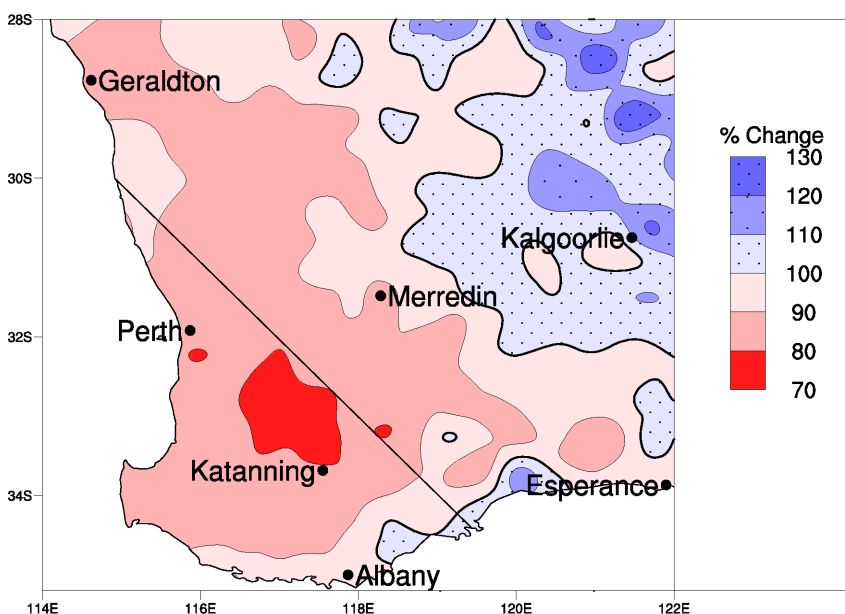 28S
Geraldton
% Change
130
30S
120
110
Kalgoorlie
100
Merredin
90
Perth
32S
80
70
Katanning
Esperance
34S
Albany
114E 116E 118E 120E 122E